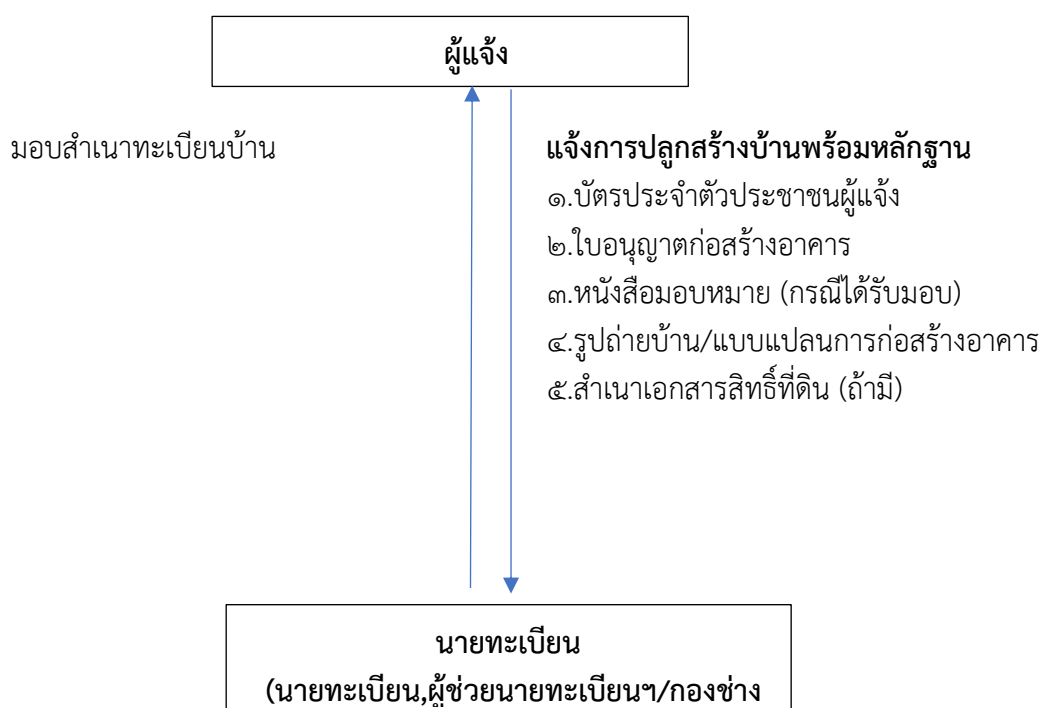 ผู้แจ้ง
มอบสำเนาทะเบียนบ้าน
แจ้งการปลูกสร้างบ้านพร้อมหลักฐาน
๑.บัตรประจำตัวประชาชนผู้แจ้ง
๒.ใบอนุญาตก่อสร้างอาคาร
๓.หนังสือมอบหมาย (กรณีได้รับมอบ)
๔.รูปถ่ายบ้าน/แบบแปลนการก่อสร้างอาคาร
๕.สำเนาเอกสารสิทธิ์ที่ดิน (ถ้ามี)
นายทะเบียน
(นายทะเบียน,ผู้ช่วยนายทะเบียนฯ/กองช่าง